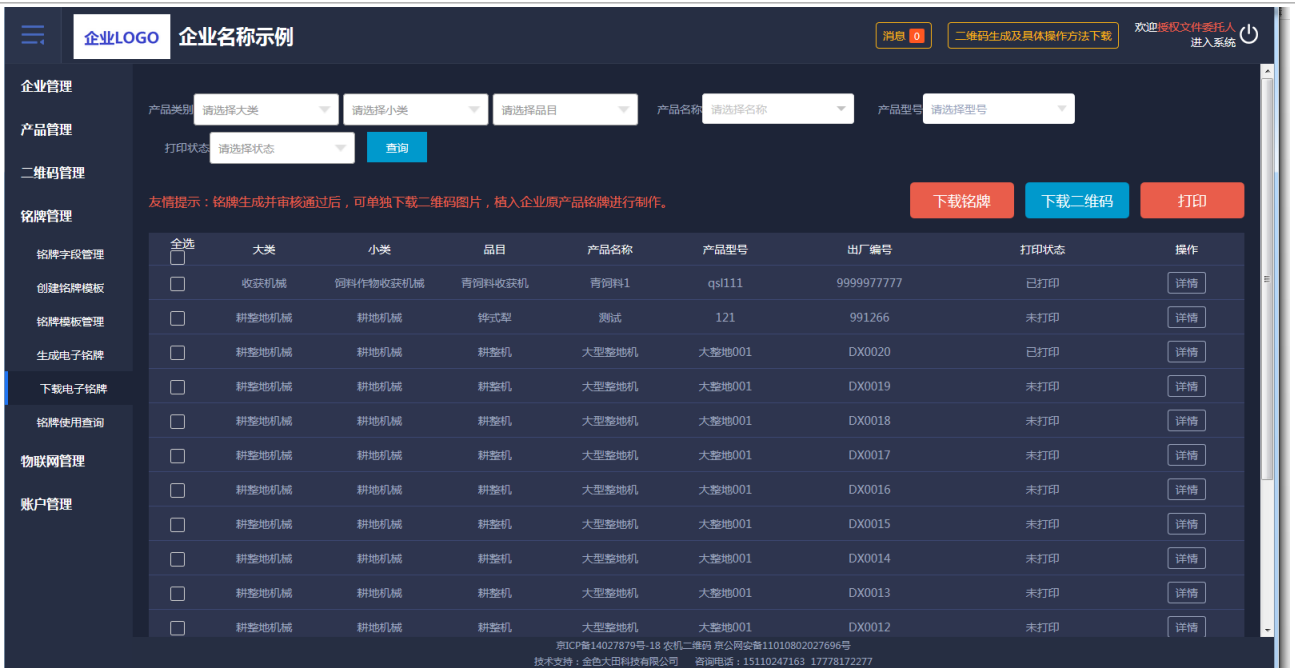 企业LOGO 企业名称示例 消息 0 二维码生成及具体操作方法下载 欢迎授权文件委托人
进入系统
企业管理
产品管理
二维码管理
铭牌管理
铭牌字段管理
创建铭牌模板
铭牌模板管理
生成电子铭牌
下载电子铭牌
铭牌使用查询
物联网管理
账户管理
产品类别 请选择大类 请选择小类 请选择品目 产品名称 请选择名称 产品型号 请选择型号
打印状态 请选择状态 查询
友情提示：铭牌生成并审核通过后，可单独下载二维码图片，植入企业原产品铭牌进行制作。 下载铭牌 下载二维码 打印
全选 大类 小类 品目 产品名称 产品型号 出厂编号 打印状态 操作
收获机械 饲料作物收获机械 青饲料收获机 青饲料1 qsl111 9999977777 已打印 详情
耕整地机械 耕地机械 铧式犁 测试 121 991266 未打印 详情
耕整地机械 耕地机械 耕整机 大型整地机 大整地001 DX0020 已打印 详情
耕整地机械 耕地机械 耕整机 大型整地机 大整地001 DX0019 未打印 详情
耕整地机械 耕地机械 耕整机 大型整地机 大整地001 DX0018 未打印 详情
耕整地机械 耕地机械 耕整机 大型整地机 大整地001 DX0017 未打印 详情
耕整地机械 耕地机械 耕整机 大型整地机 大整地001 DX0016 未打印 详情
耕整地机械 耕地机械 耕整机 大型整地机 大整地001 DX0015 未打印 详情
耕整地机械 耕地机械 耕整机 大型整地机 大整地001 DX0014 未打印 详情
耕整地机械 耕地机械 耕整机 大型整地机 大整地001 DX0013 未打印 详情
耕整地机械 耕地机械 耕整机 大型整地机 大整地001 DX0012 未打印 详情
京ICP备14027879号-18 农机二维码 京公网安备11010802027696号
技术支持：金色大田科技有限公司 咨询电话：15110247163 17778172277